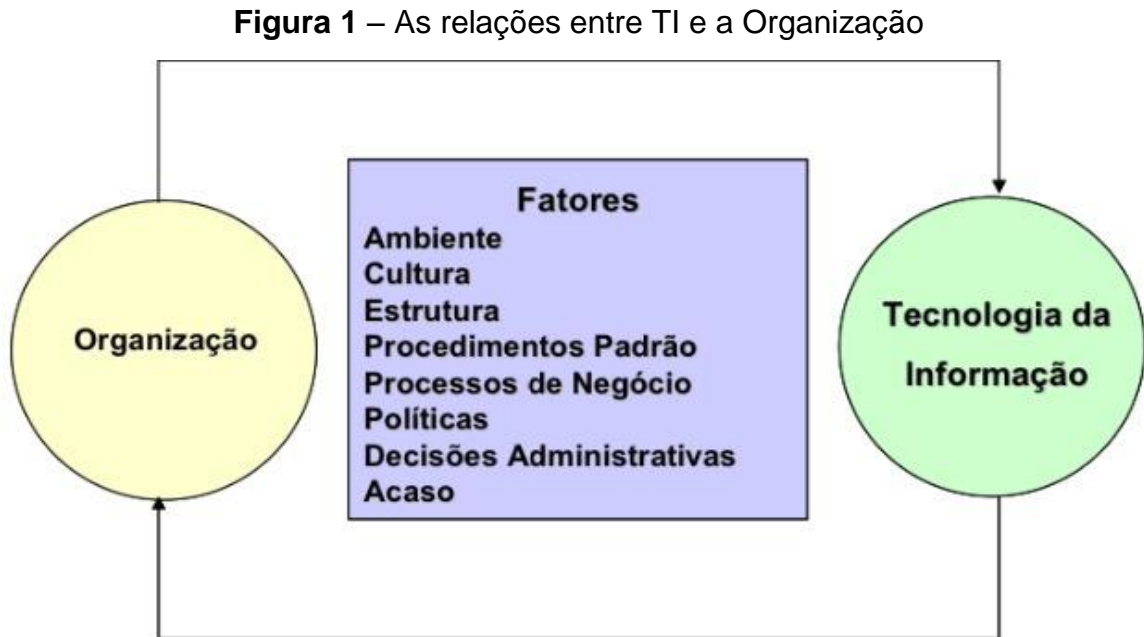 Figura 1 – As relações entre TI e a Organização
Organização
Fatores
Ambiente
Cultura
Estrutura
Procedimentos Padrão
Processos de Negócio
Políticas
Decisões Administrativas
Acaso
Tecnologia da
Informação